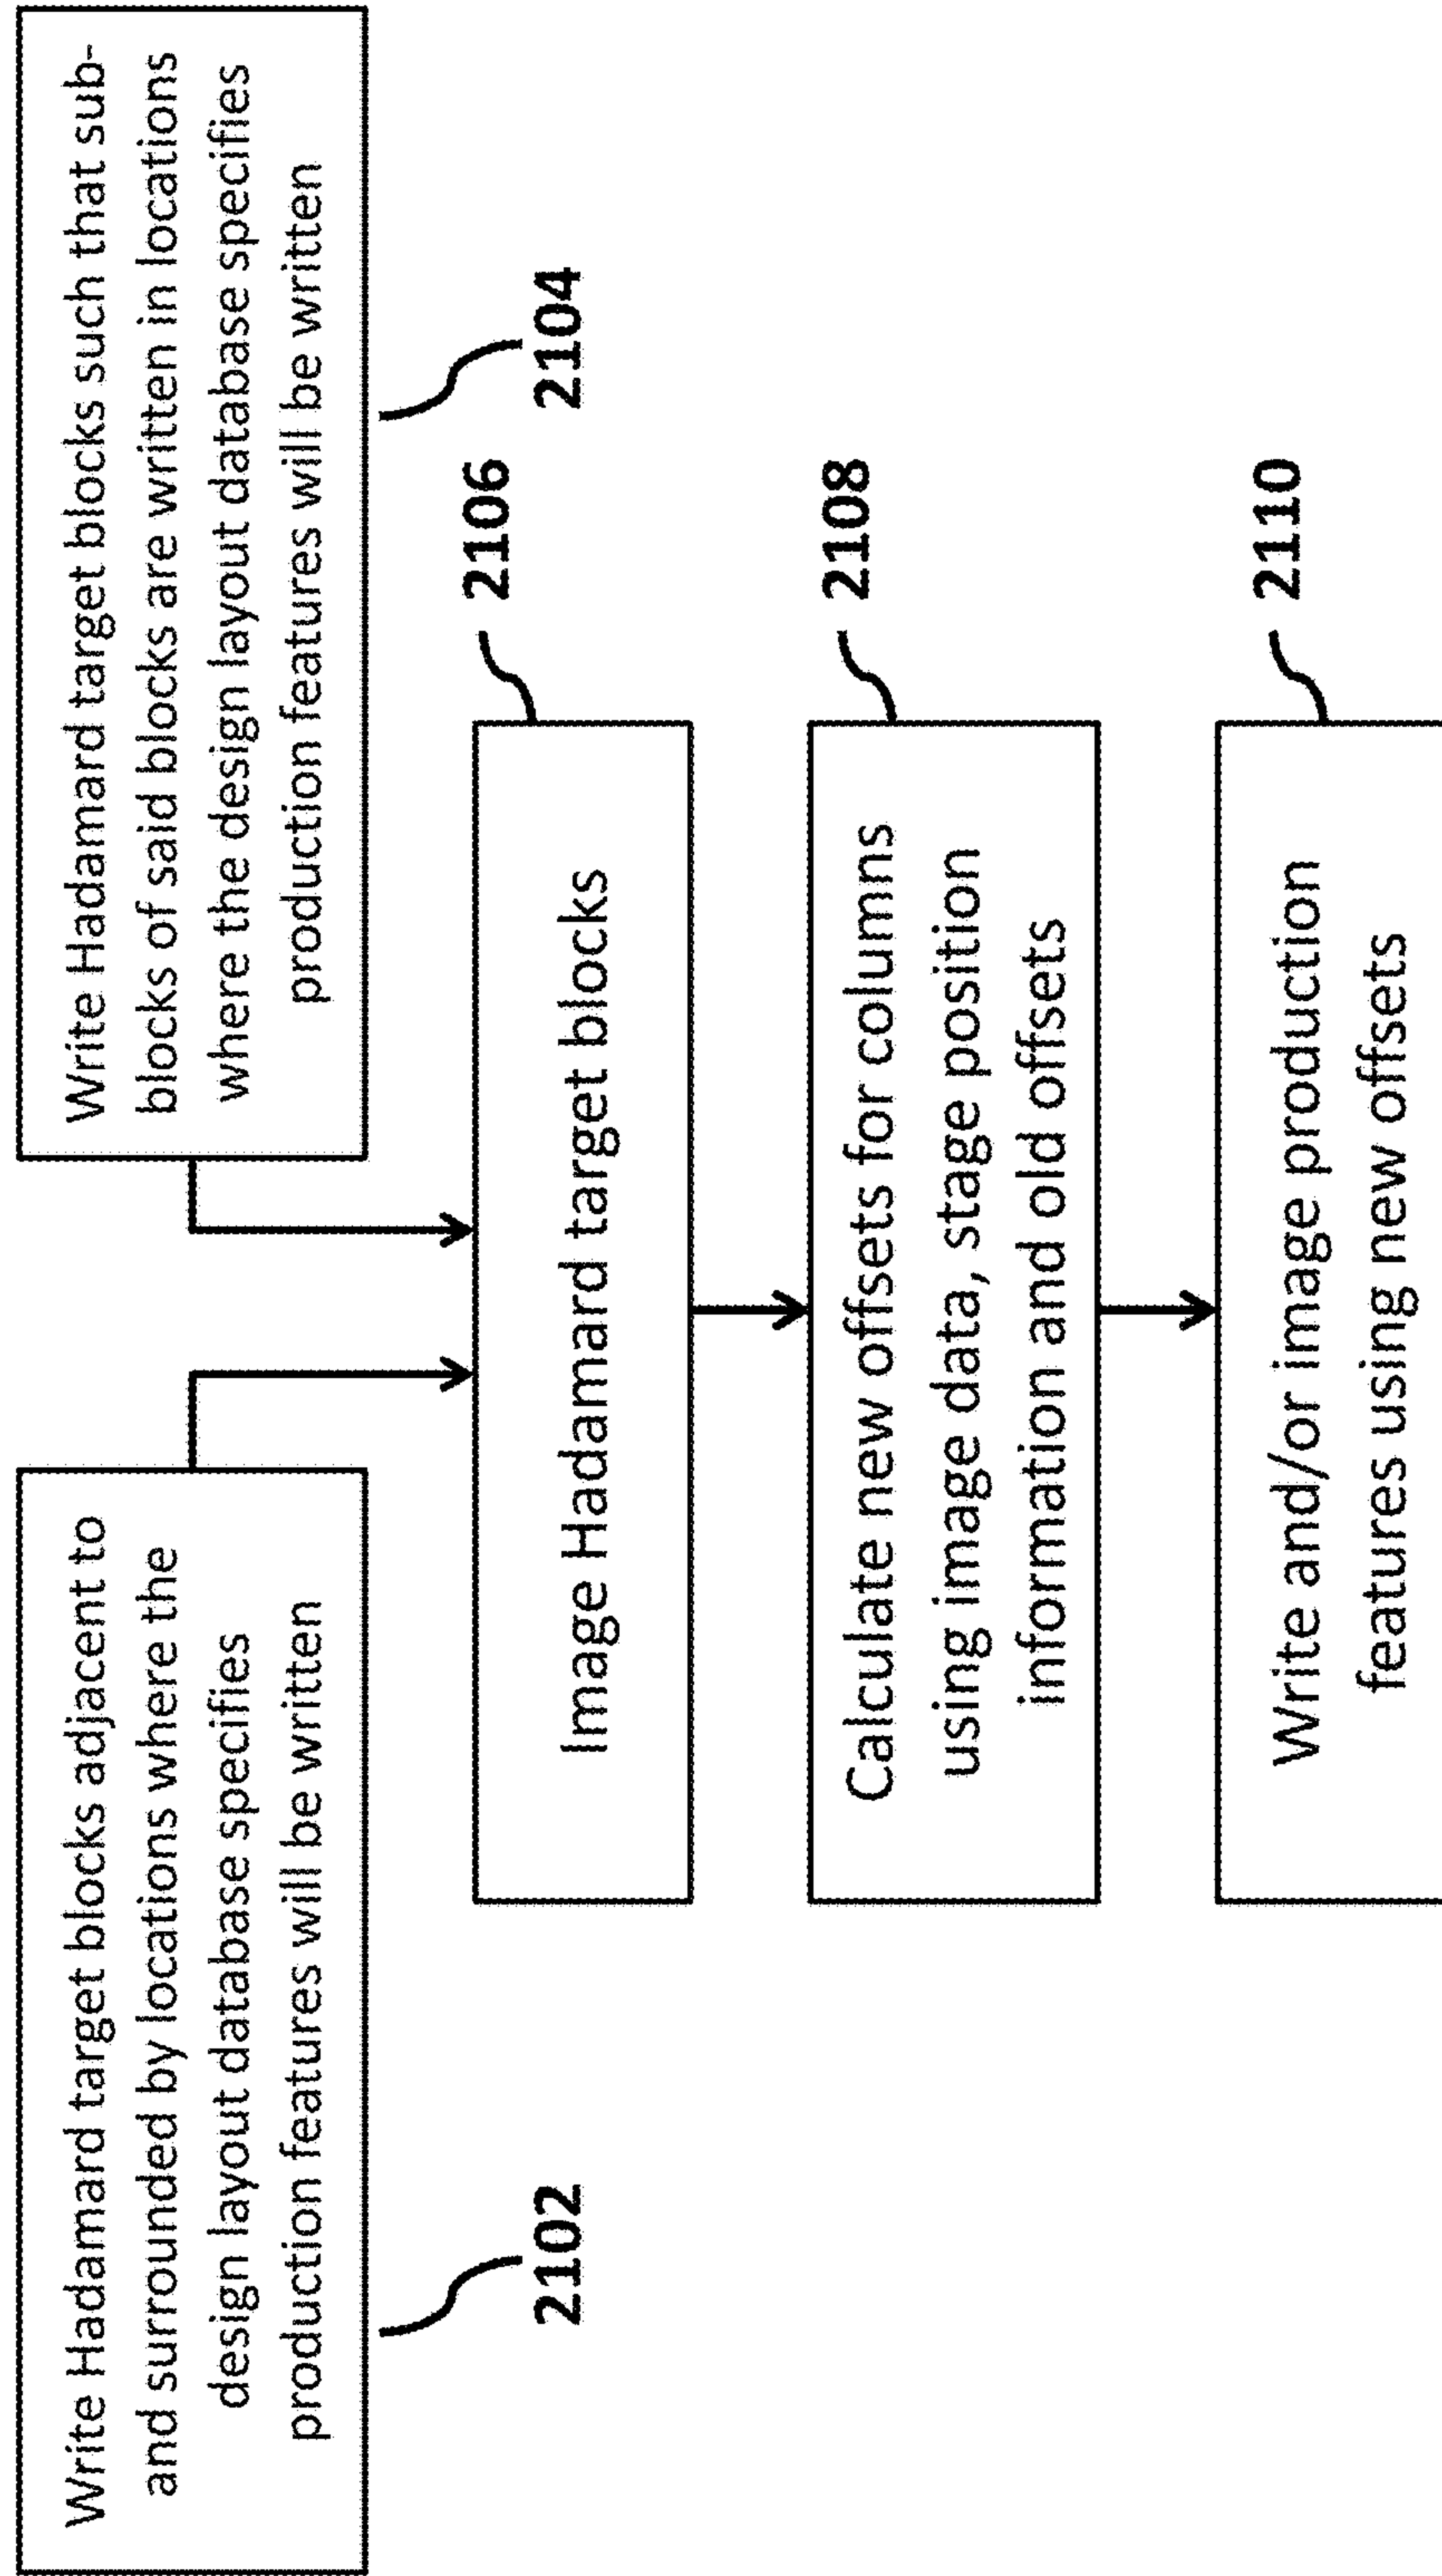 Write Hadamard target blocks adjacent to
and surrounded by locations where the
design layout database specifies
production features will be written
2102
Write Hadamard target blocks such that sub-
blocks of said blocks are written in locations
where the design layout database specifies
production features will be written
2104
Image Hadamard target blocks
2106
Calculate new offsets for columns
using image data, stage position
information and old offsets
2108
Write and/or image production
features using new offsets
2110